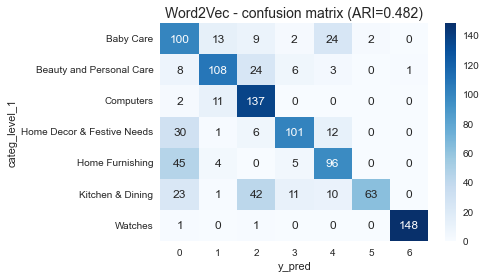 Word2Vec - confusion matrix (ARI=0.482)
categ_level_1
Baby Care 100 13 9 2 24 2 0
Beauty and Personal Care 8 108 24 6 3 0 1
Computers 2 11 137 0 0 0 0
Home Decor & Festive Needs 30 1 6 101 12 0 0
Home Furnishing 45 4 0 5 96 0 0
Kitchen & Dining 23 1 42 11 10 63 0
Watches 1 0 1 0 0 0 148
0 1 2 3 4 5 6
y_pred
140
120
100
80
60
40
20
0